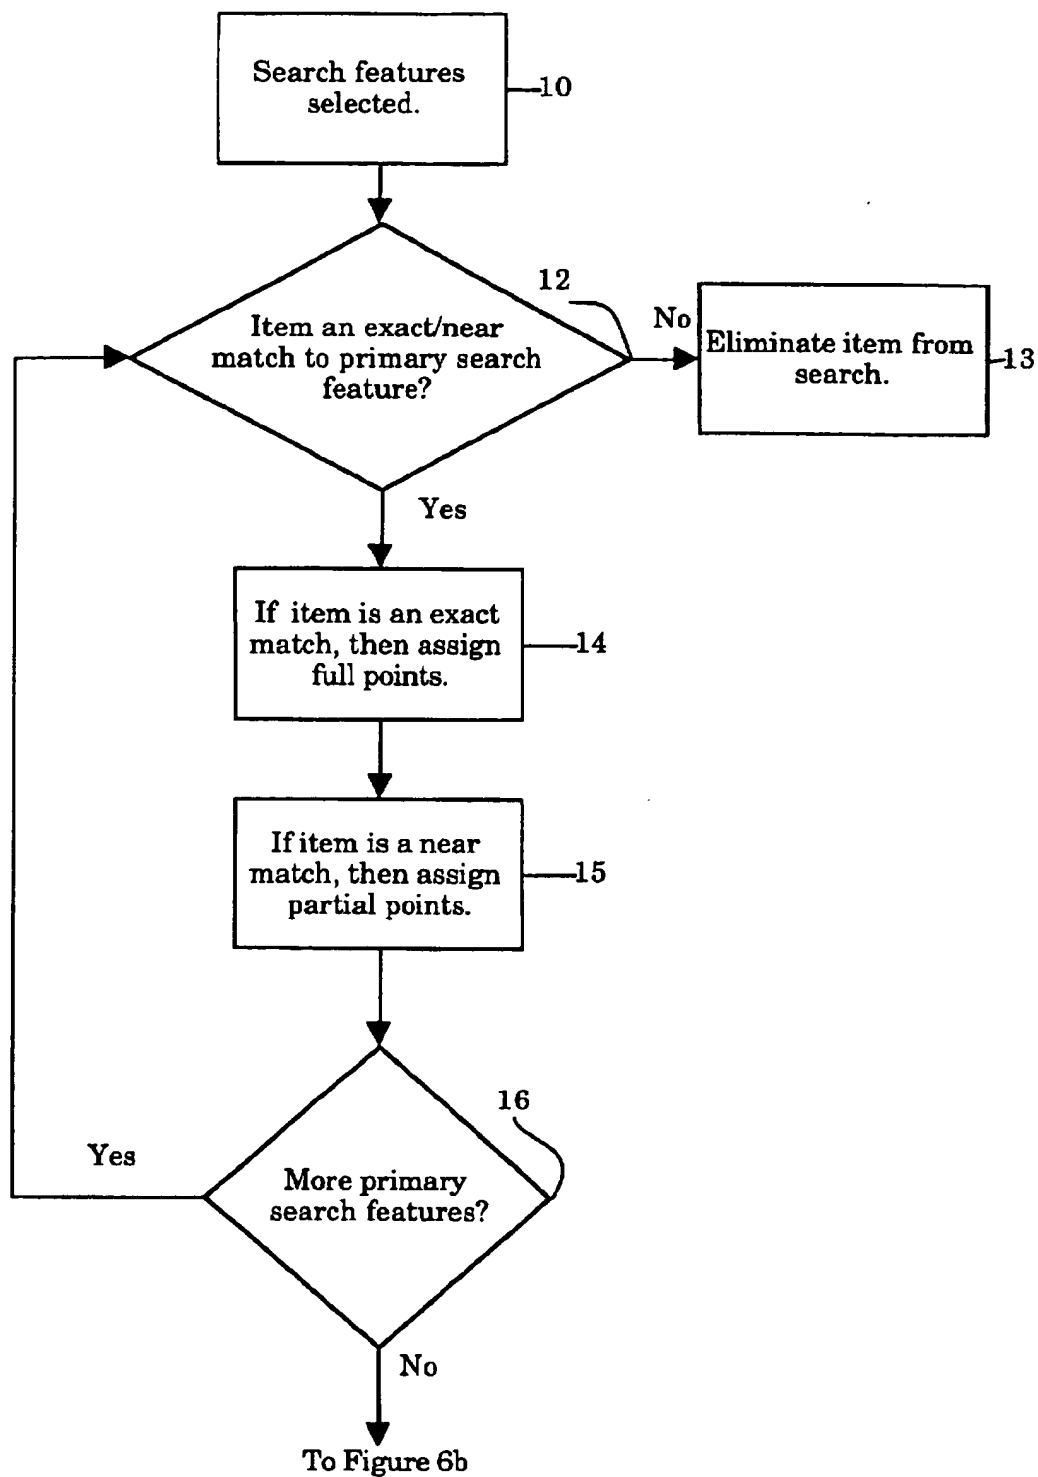 Search features
selected.
10
12
Item an exact/near
match to primary search
feature?
No
Eliminate item from
search.
13
Yes
If item is an exact
match, then assign
full points.
14
If item is a near
match, then assign
partial points.
15
16
Yes
More primary
search features?
No
To Figure 6b